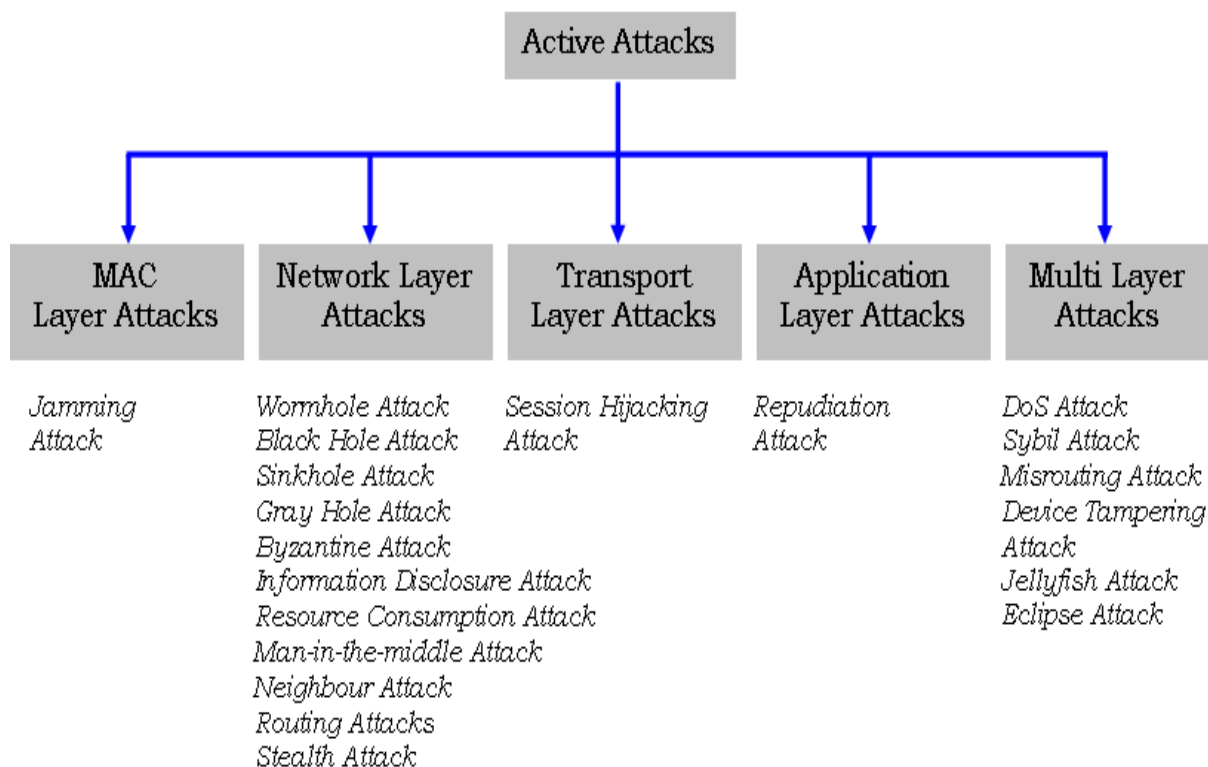 Active Attacks
MAC
Layer Attacks
Network Layer
Attacks
Transport
Layer Attacks
Application
Layer Attacks
Multi Layer
Attacks
Jamming
Attack
Wormhole Attack
Black Hole Attack
Sinkhole Attack
Gray Hole Attack
Byzantine Attack
Information Disclosure Attack
Resource Consumption Attack
Man-in-the-middle Attack
Neighbour Attack
Routing Attacks
Stealth Attack
Session Hijacking
Attack
Repudiation
Attack
DoS Attack
Sybil Attack
Misrouting Attack
Device Tampering
Attack
Jellyfish Attack
Eclipse Attack